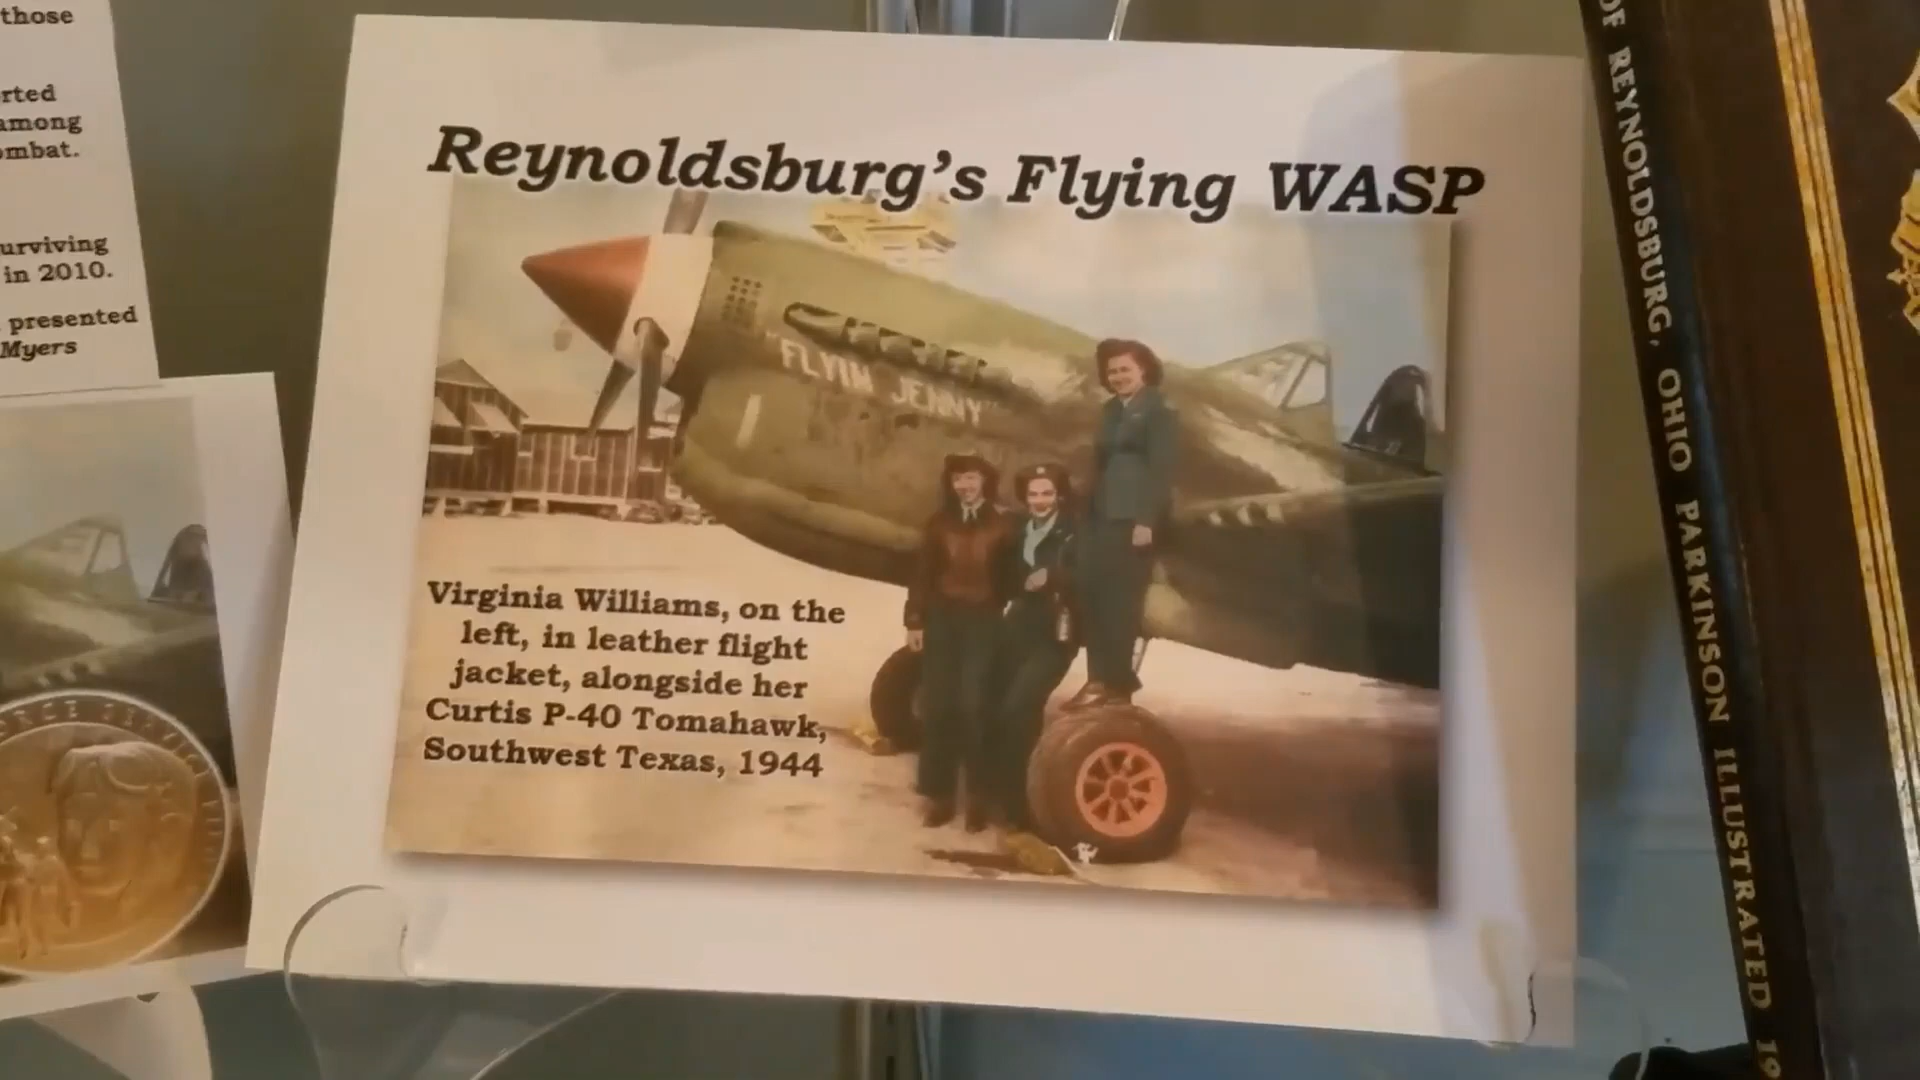 those
rted
among
ombat.
urviving
in 2010.
presented
Myers
Reynoldsburg's Flying WASP
"FLYIN JENNY"
Virginia Williams, on the
left, in leather flight
jacket, alongside her
Curtis P-40 Tomahawk,
Southwest Texas, 1944
OF REYNOLDSBURG, OHIO PARKINSON ILLUSTRATED 19